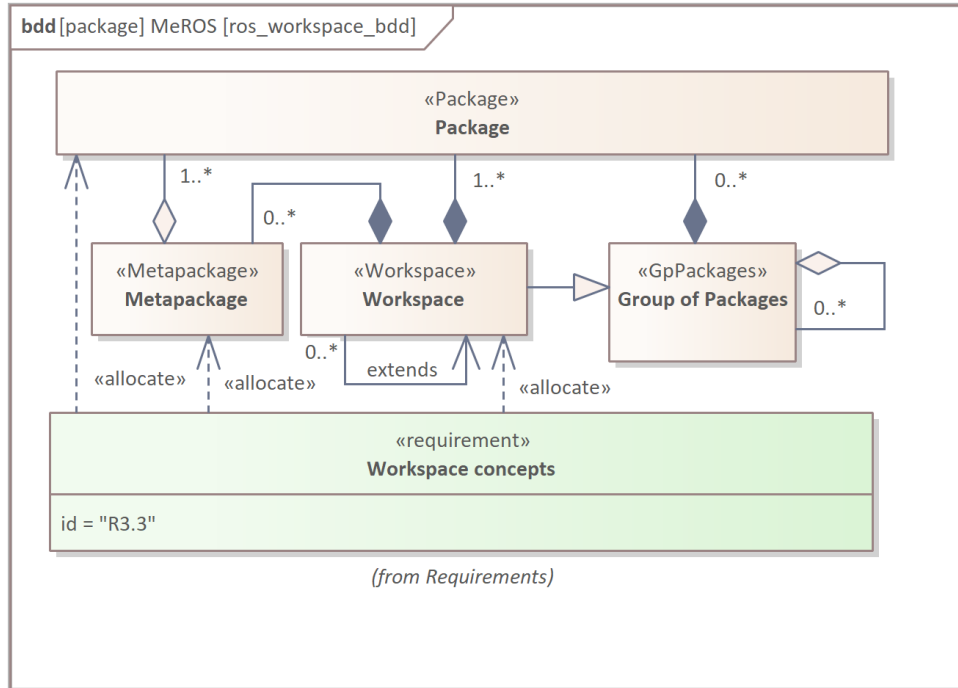 bdd [package] MeROS [ros_workspace_bdd]
«Package»
Package
1..*
0..*
1..*
0..*
«Metapackage»
Metapackage
«Workspace»
Workspace
«GpPackages»
Group of Packages
0..*
0..*
extends
«allocate»
«allocate»
«allocate»
«requirement»
Workspace concepts
id = "R3.3"
(from Requirements)